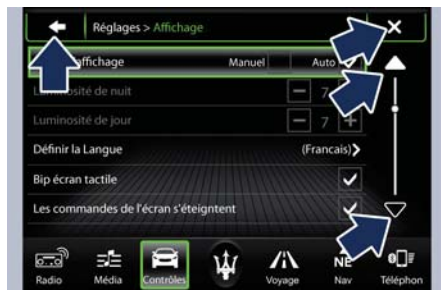 Réglages > Affichage
affichage Manuel Auto
Luminosité de nuit 7
Luminosité de jour 7
Définir la Langue (Francais)
Bip écran tactile
Les commandes de l'écran s'éteigntent
Radio Média Contrôles Voyage Nav Téléphon